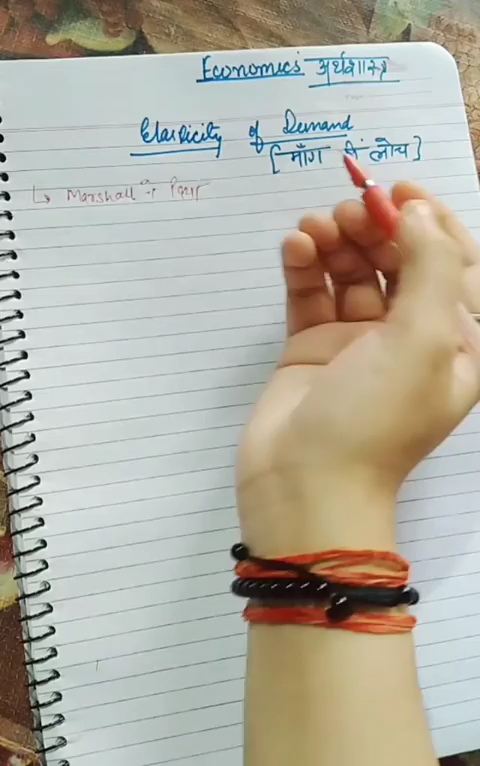 Economics अर्थशास्त्र
Elasticity of Demand
[माँग की लोच]
↳ Marshall ने दिया